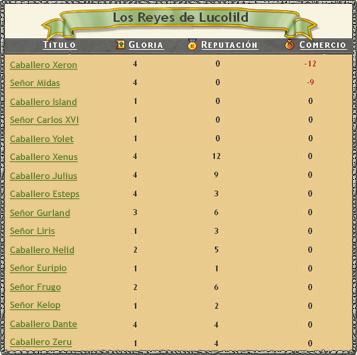 Los Reyes de Lucolild
Título Gloria Reputación Comercio
Caballero Xeron 4 0 -12
Señor Midas 4 0 -9
Caballero Island 1 0 0
Señor Carlos XVI 1 0 0
Caballero Yolet 1 0 0
Caballero Xenus 4 12 0
Caballero Julius 4 9 0
Caballero Esteps 4 3 0
Señor Gurland 3 6 0
Señor Liris 1 3 0
Caballero Nelid 2 5 0
Señor Euripio 1 1 0
Señor Frugo 2 6 0
Señor Kelop 1 2 0
Caballero Dante 4 4 0
Caballero Zeru 1 4 0